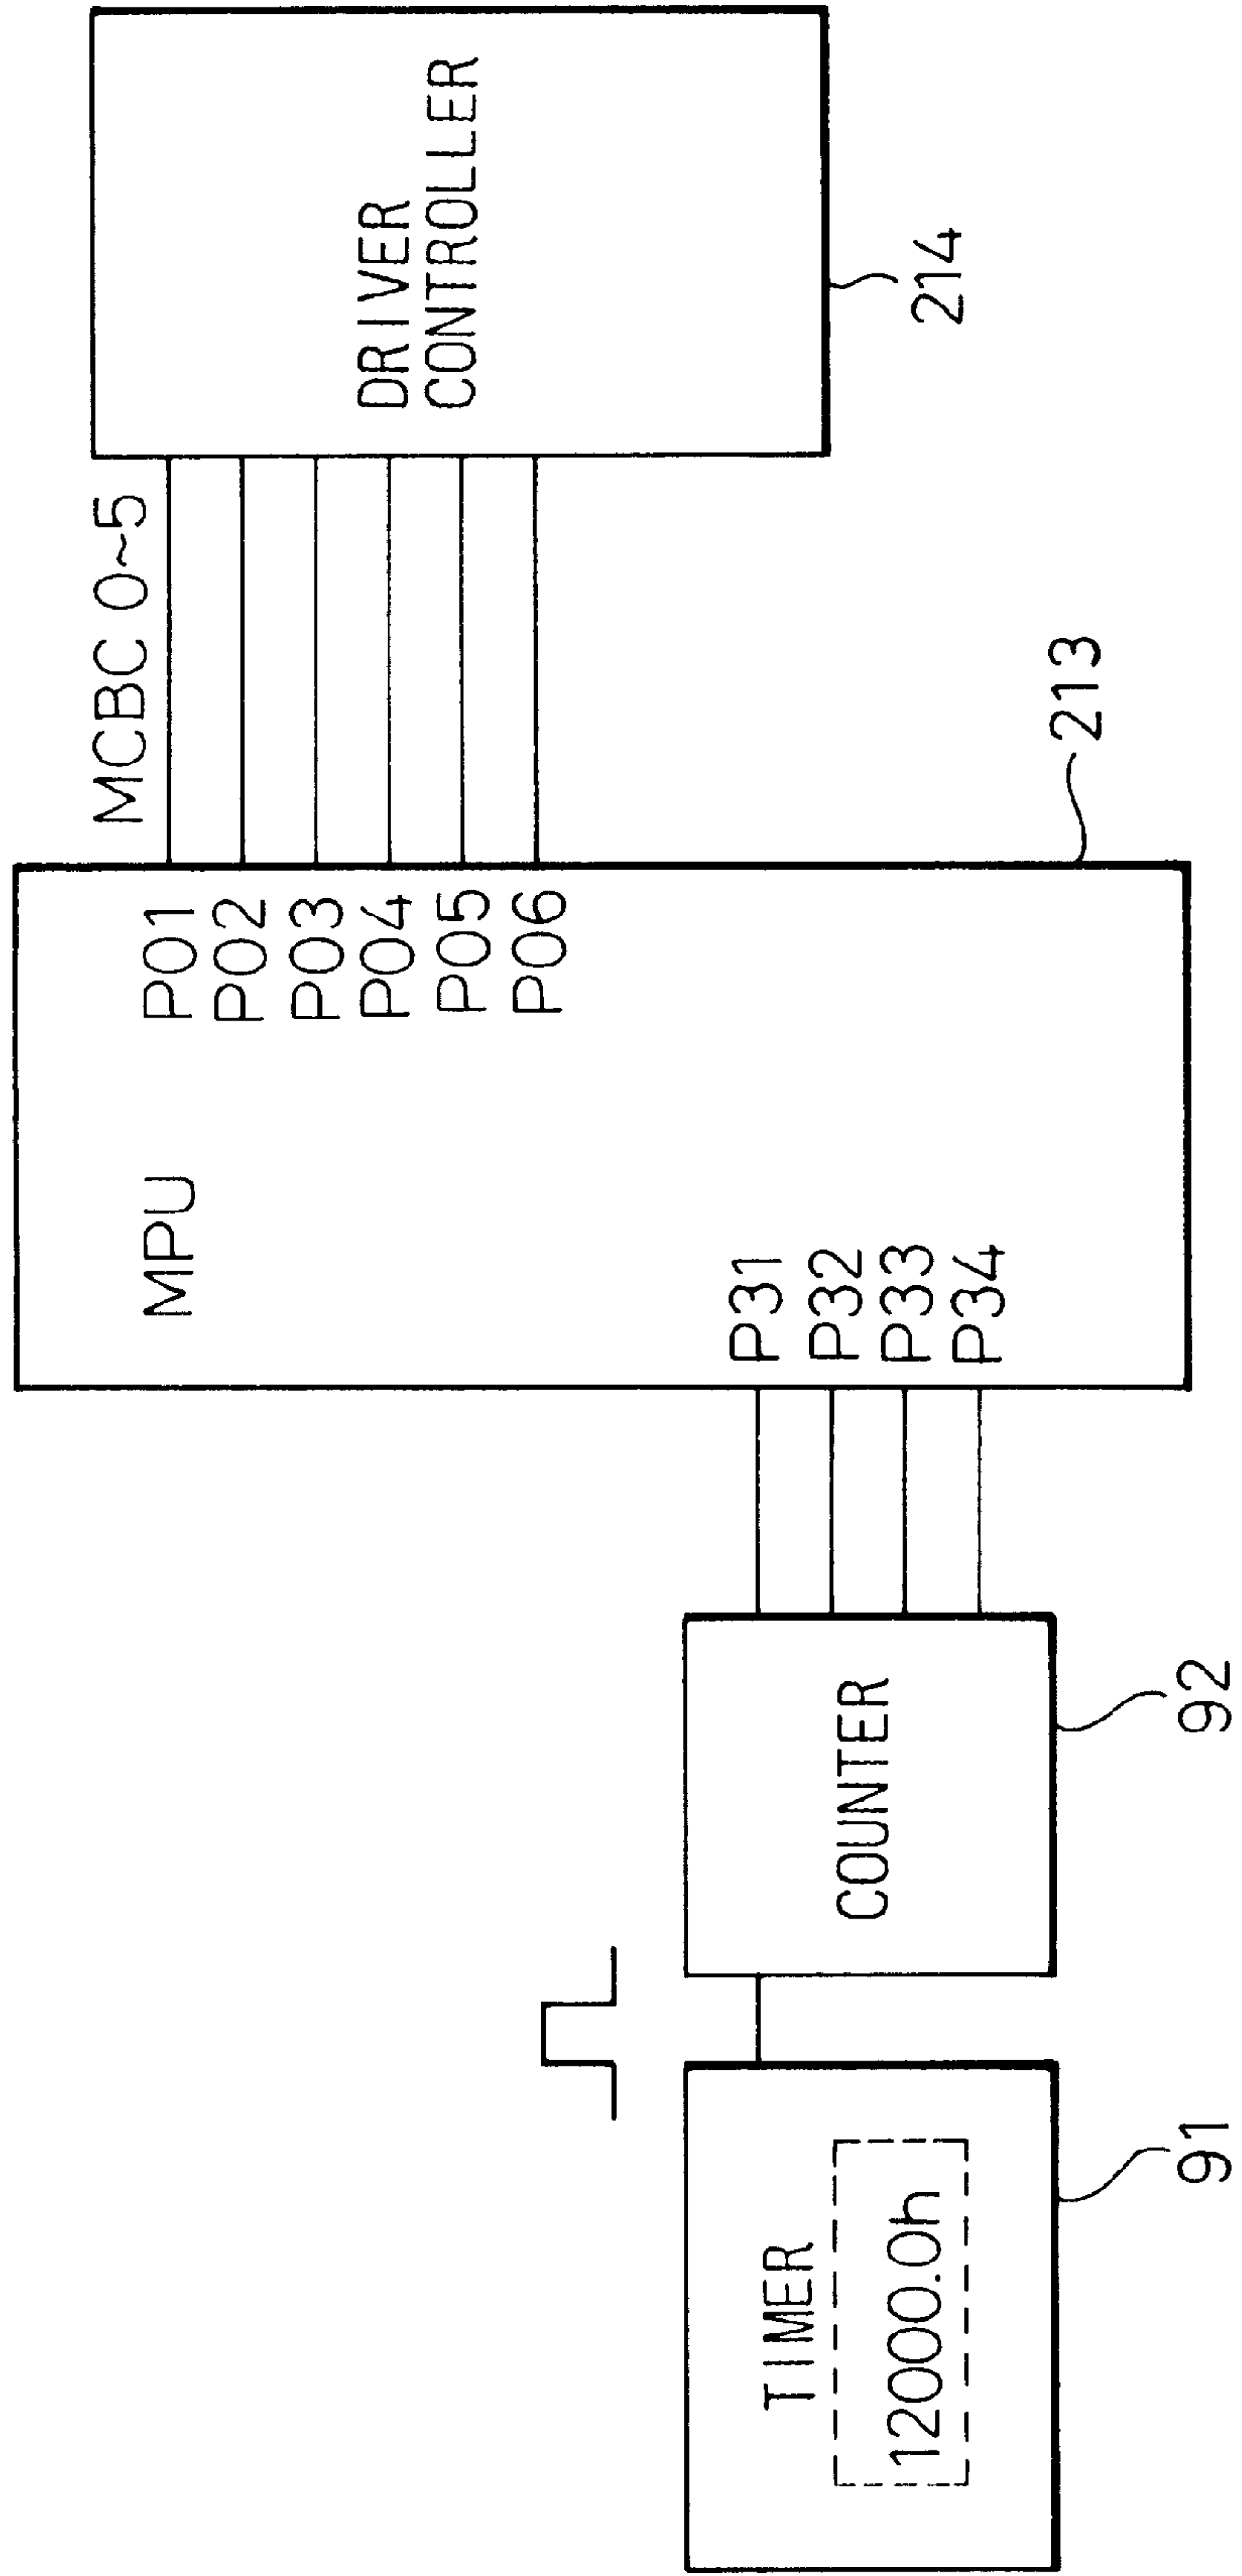 MPU
P01
P02
P03
P04
P05
P06
MCBC 0~5
DRIVER
CONTROLLER
214
P31
P32
P33
P34
213
COUNTER
92
TIMER
12000.0h
91